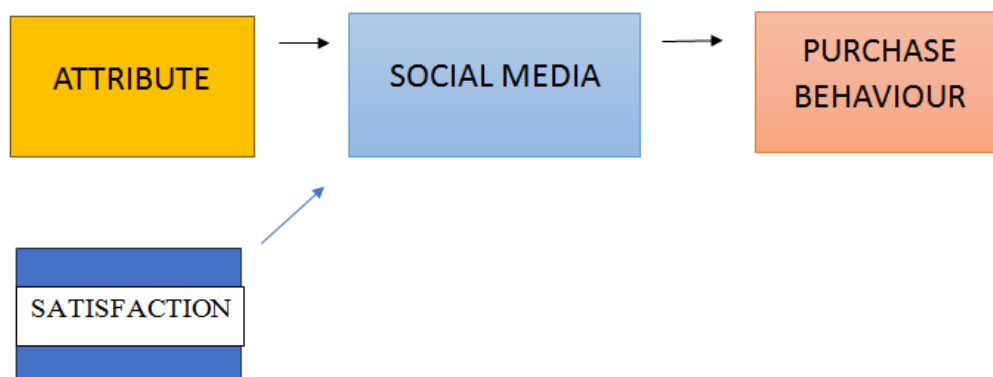 ATTRIBUTE
SOCIAL MEDIA
PURCHASE
BEHAVIOUR
SATISFACTION